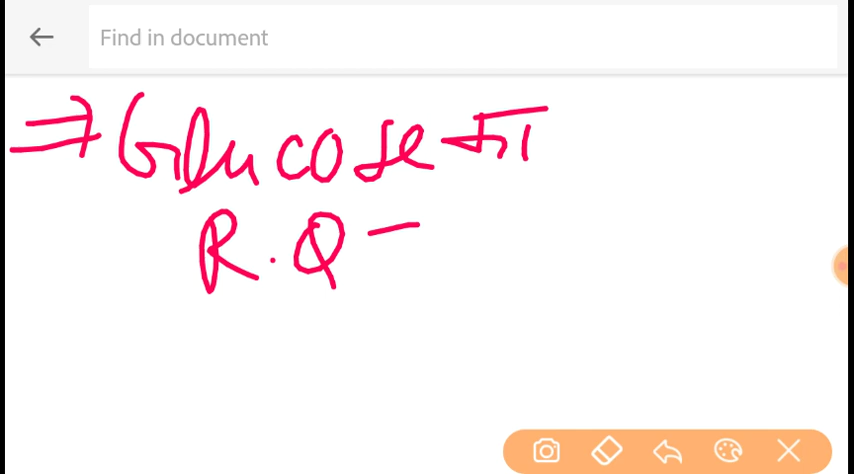 Find in document
⇒ Glucose का
R.Q —